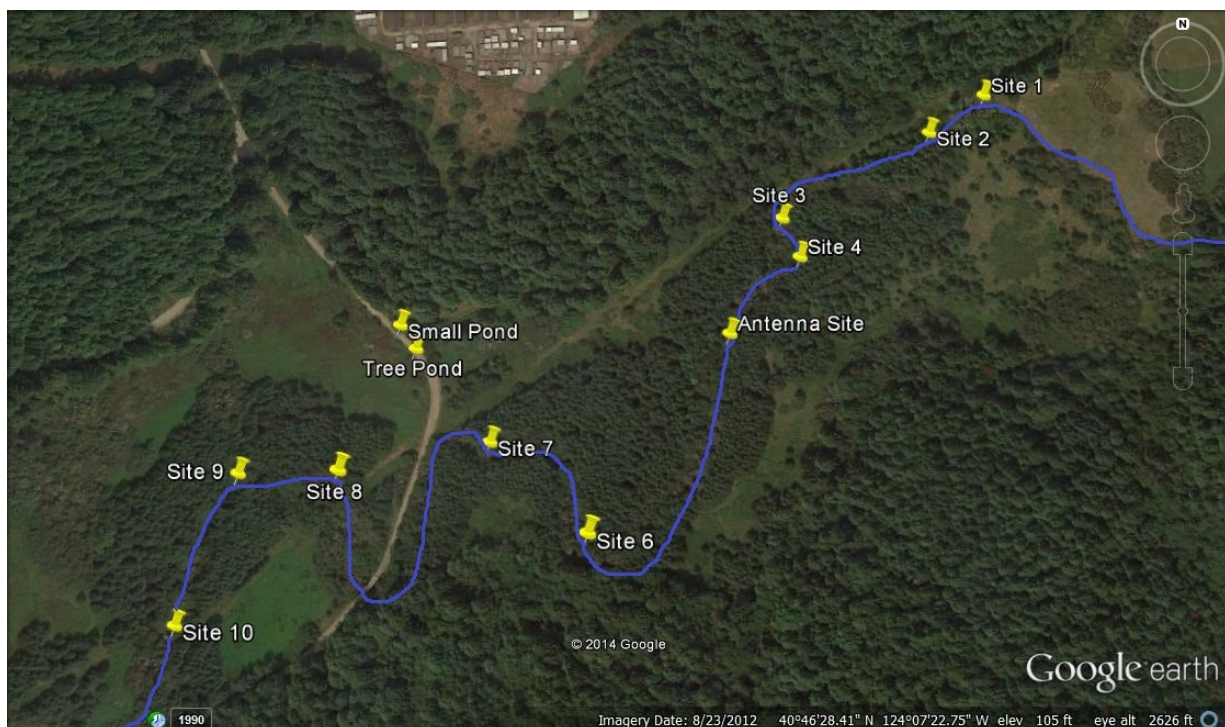 N
Site 1
Site 2
Site 3
Site 4
Antenna Site
Small Pond
Tree Pond
Site 7
Site 9
Site 8
Site 6
Site 10
© 2014 Google
Google earth
1990
Imagery Date: 8/23/2012 40°46'28.41" N 124°07'22.75" W elev 105 ft eye alt 2626 ft